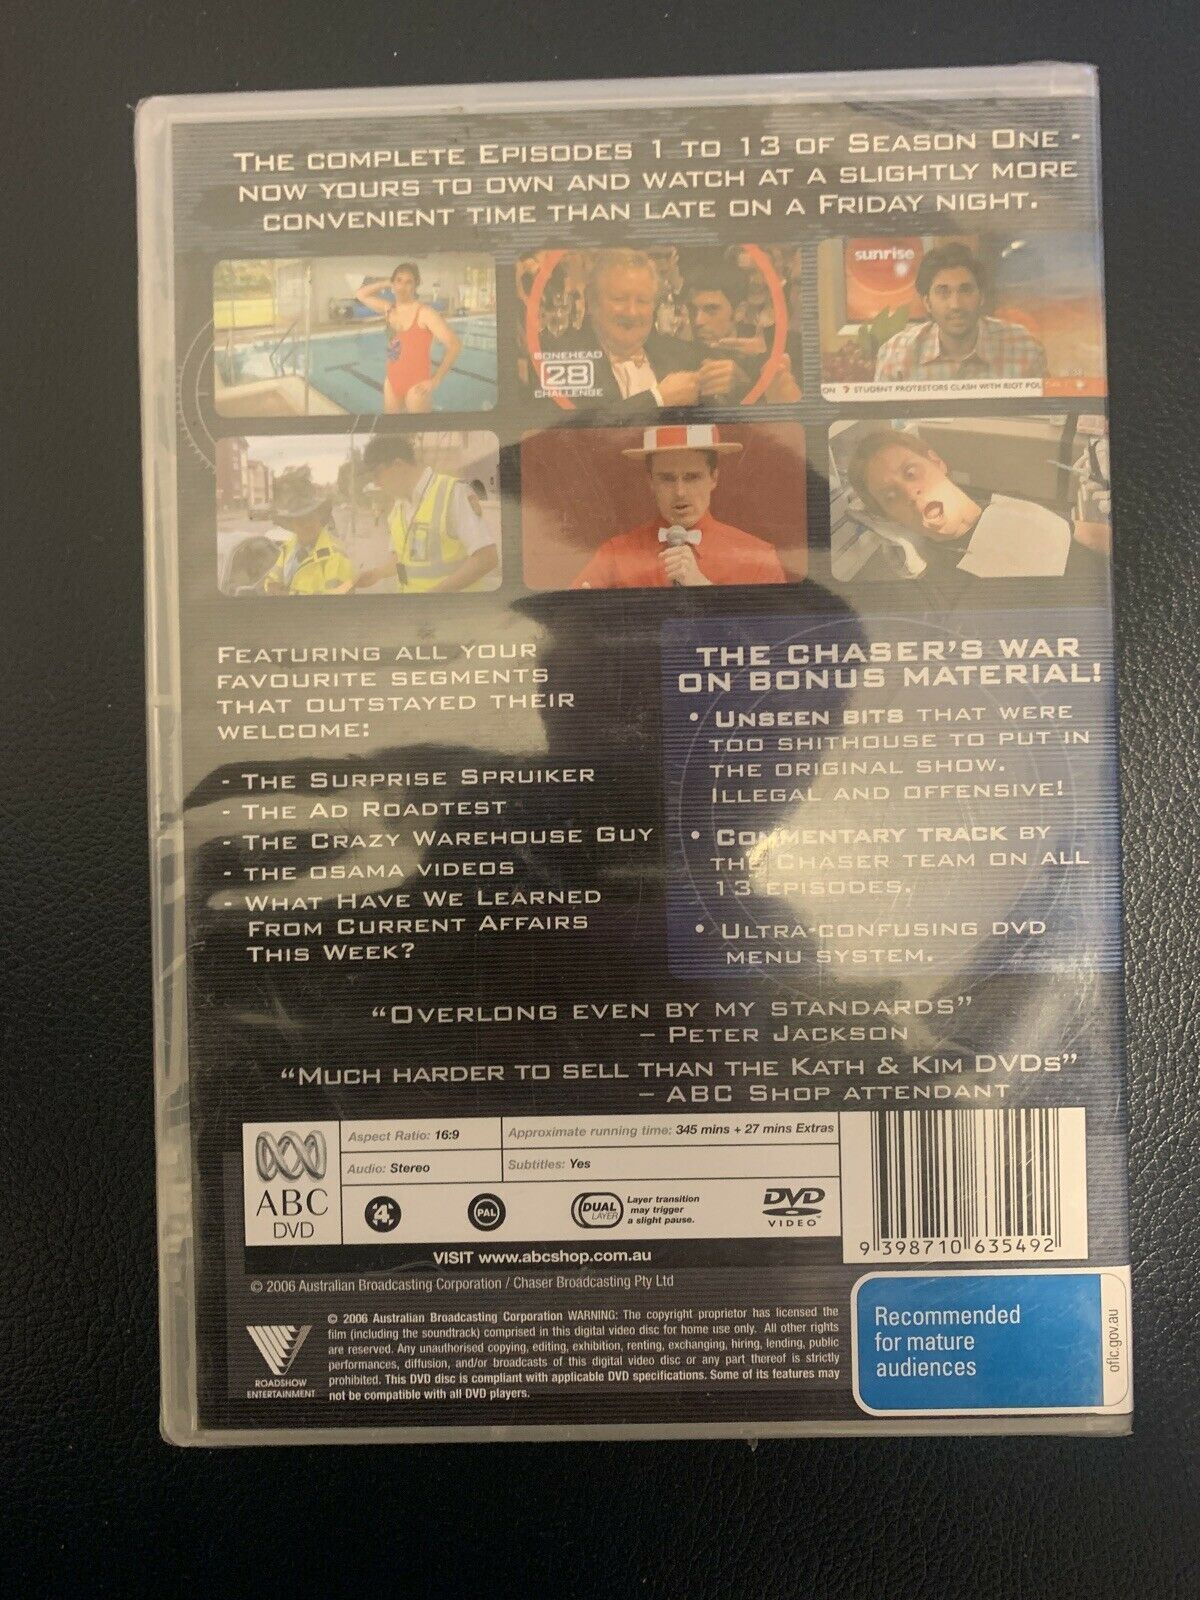 THE COMPLETE EPISODES 1 TO 13 OF SEASON ONE -
NOW YOURS TO OWN AND WATCH AT A SLIGHTLY MORE
CONVENIENT TIME THAN LATE ON A FRIDAY NIGHT.
BONEHEAD
28
CHALLENGE
sunrise
ON 7 STUDENT PROTESTORS CLASH WITH RIOT POL
FEATURING ALL YOUR
FAVOURITE SEGMENTS
THAT OUTSTAYED THEIR
WELCOME:
- THE SURPRISE SPRUIKER
- THE AD ROADTEST
- THE CRAZY WAREHOUSE GUY
- THE OSAMA VIDEOS
- WHAT HAVE WE LEARNED
FROM CURRENT AFFAIRS
THIS WEEK?
THE CHASER'S WAR
ON BONUS MATERIAL!
• UNSEEN BITS THAT WERE
TOO SHITHOUSE TO PUT IN
THE ORIGINAL SHOW.
ILLEGAL AND OFFENSIVE!
• COMMENTARY TRACK BY
THE CHASER TEAM ON ALL
13 EPISODES.
• ULTRA-CONFUSING DVD
MENU SYSTEM.
"OVERLONG EVEN BY MY STANDARDS"
– PETER JACKSON
"MUCH HARDER TO SELL THAN THE KATH & KIM DVDS"
– ABC SHOP ATTENDANT
ABC
DVD
Aspect Ratio: 16:9
Approximate running time: 345 mins + 27 mins Extras
Audio: Stereo
Subtitles: Yes
4
PAL
DUAL
LAYER
Layer transition
may trigger
a slight pause.
DVD
VIDEO
9 398710 635492
VISIT www.abcshop.com.au
© 2006 Australian Broadcasting Corporation / Chaser Broadcasting Pty Ltd
ROADSHOW
ENTERTAINMENT
© 2006 Australian Broadcasting Corporation WARNING: The copyright proprietor has licensed the
film (including the soundtrack) comprised in this digital video disc for home use only. All other rights
are reserved. Any unauthorised copying, editing, exhibition, renting, exchanging, hiring, lending, public
performances, diffusion, and/or broadcasts of this digital video disc or any part thereof is strictly
prohibited. This DVD disc is compliant with applicable DVD specifications. Some of its features may
not be compatible with all DVD players.
Recommended
for mature
audiences
oflc.gov.au